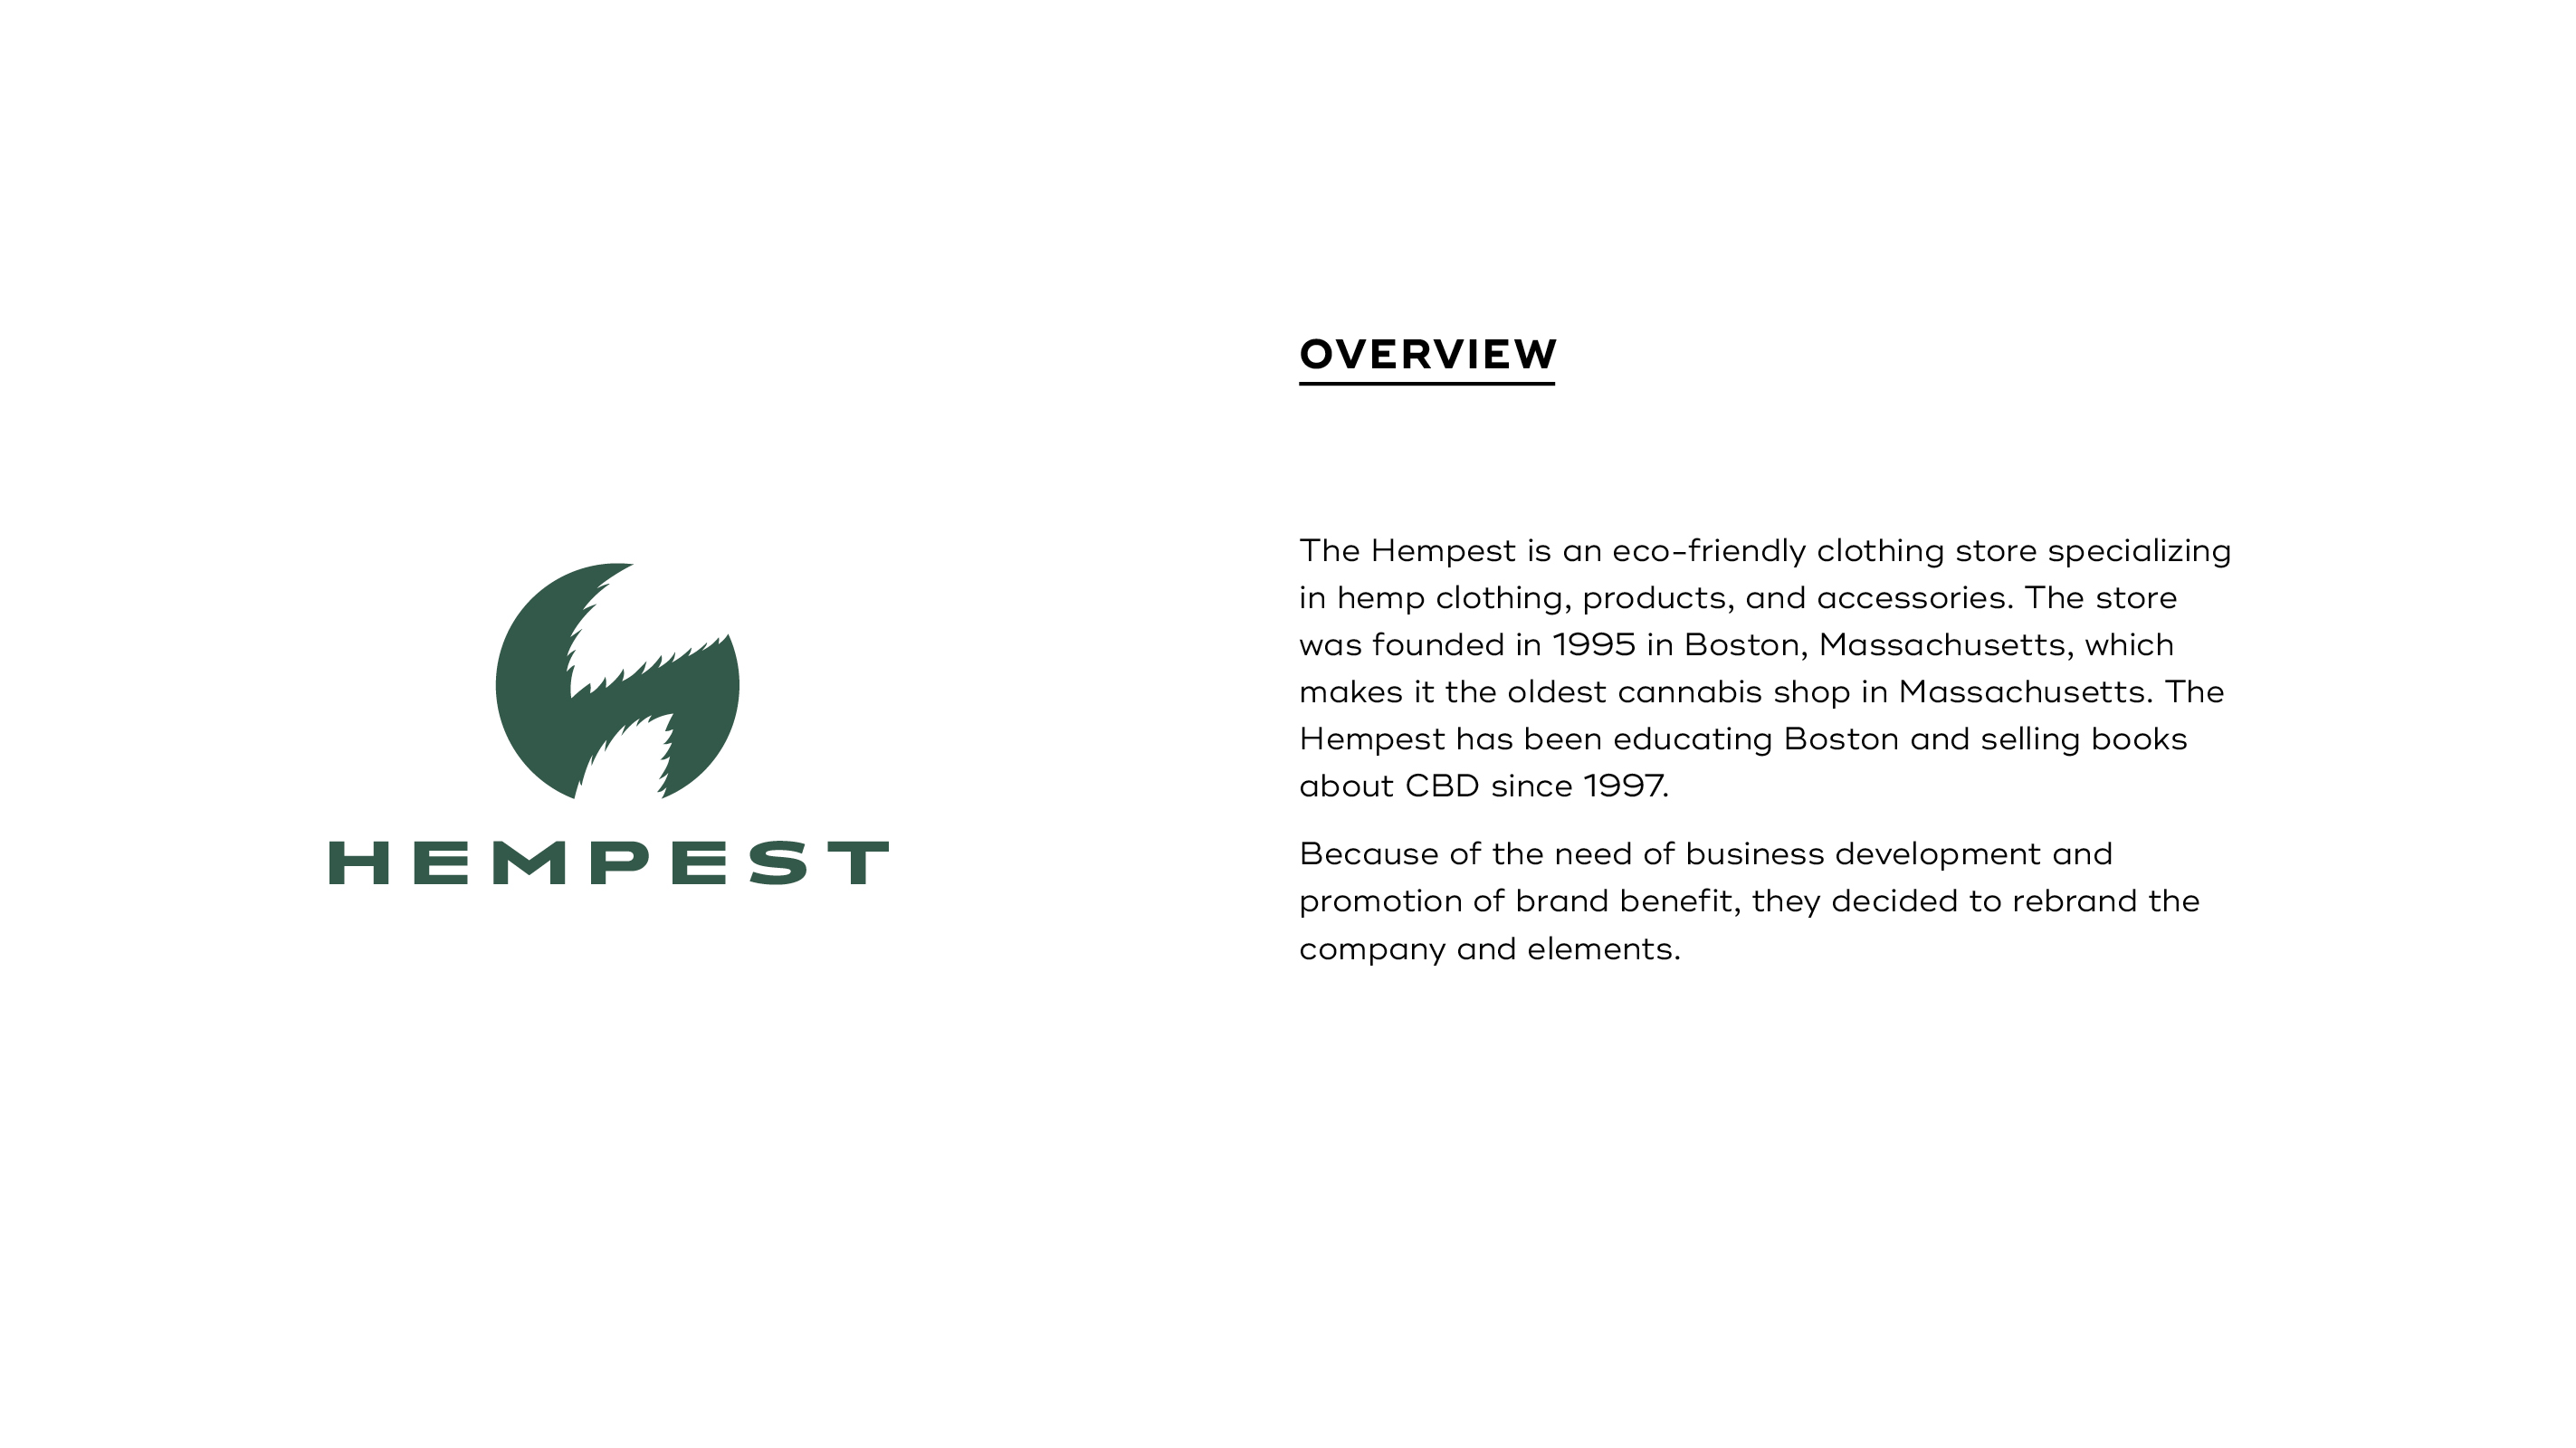 OVERVIEW
The Hempest is an eco-friendly clothing store specializing
in hemp clothing, products, and accessories. The store
was founded in 1995 in Boston, Massachusetts, which
makes it the oldest cannabis shop in Massachusetts. The
Hempest has been educating Boston and selling books
about CBD since 1997.
Because of the need of business development and
promotion of brand benefit, they decided to rebrand the
company and elements.
HEMPEST